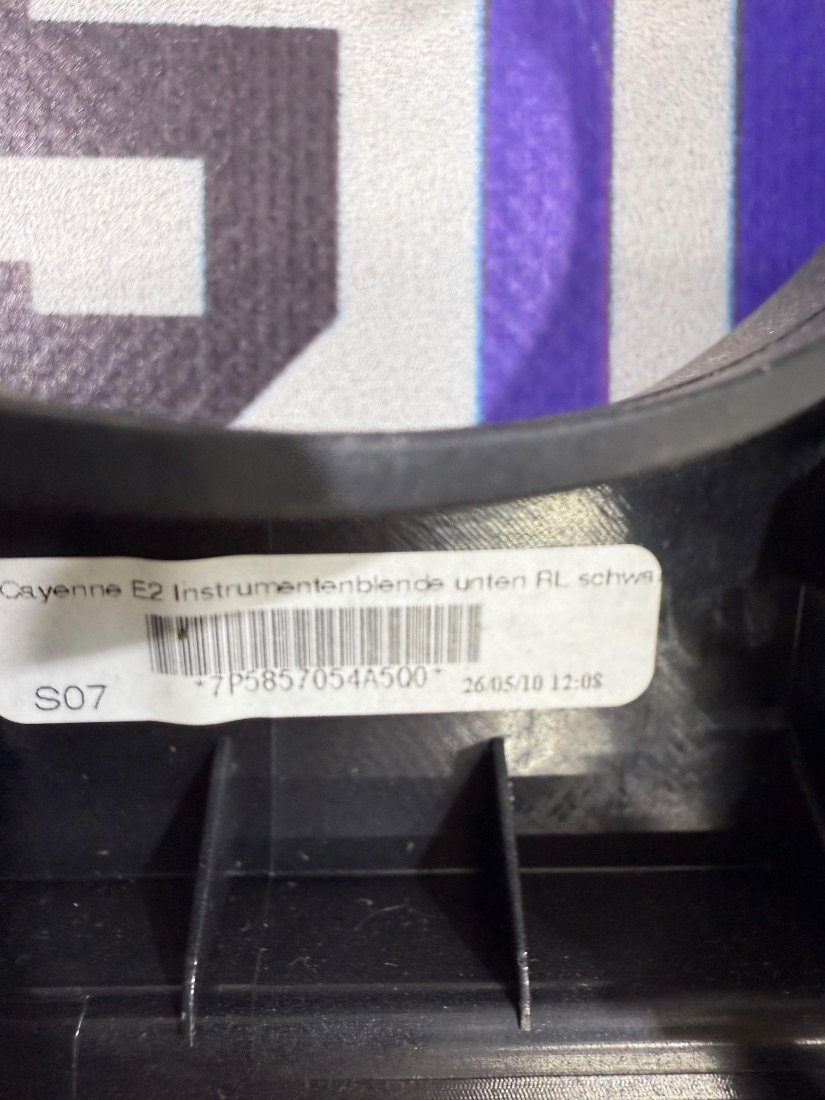 Cayenne E2 Instrumentenblende unten RL schwa
*7P5857054A5Q0*
26/05/10 12:08
S07